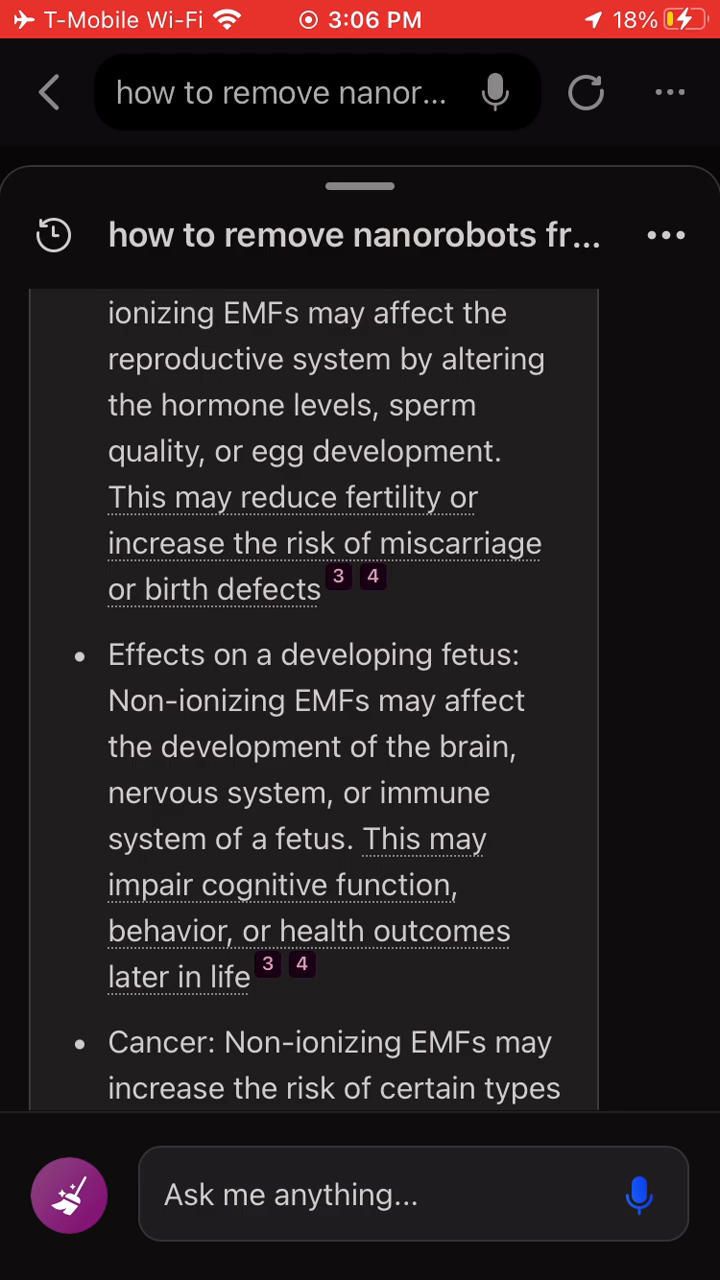 T-Mobile Wi-Fi 3:06 PM 18%
how to remove nanor...
how to remove nanorobots fr...
ionizing EMFs may affect the
reproductive system by altering
the hormone levels, sperm
quality, or egg development.
This may reduce fertility or
increase the risk of miscarriage
or birth defects 3 4
• Effects on a developing fetus:
Non-ionizing EMFs may affect
the development of the brain,
nervous system, or immune
system of a fetus. This may
impair cognitive function,
behavior, or health outcomes
later in life 3 4
• Cancer: Non-ionizing EMFs may
increase the risk of certain types
Ask me anything...